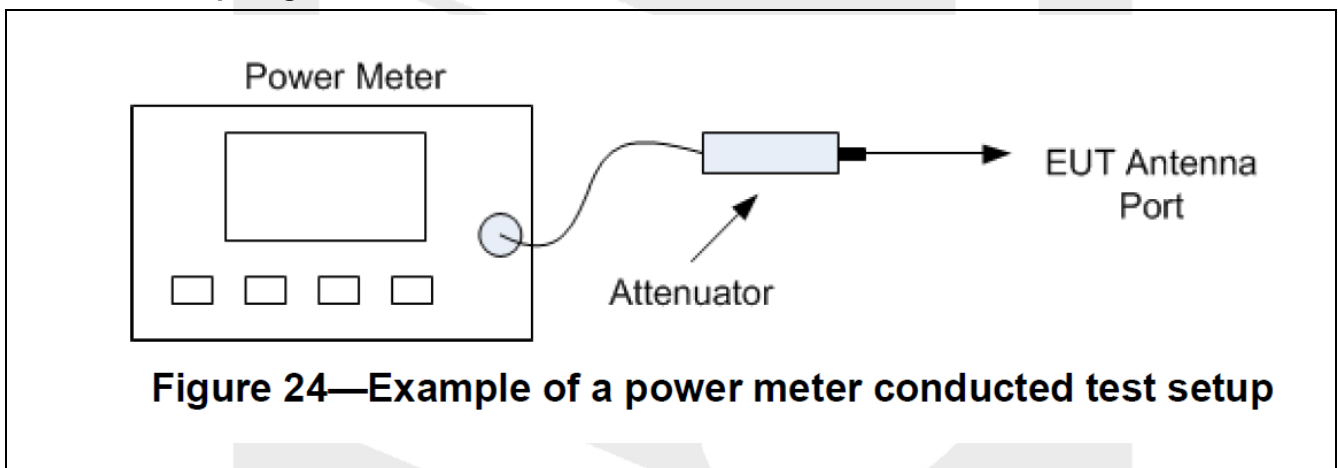 Power Meter
EUT Antenna
Port
Attenuator
Figure 24—Example of a power meter conducted test setup